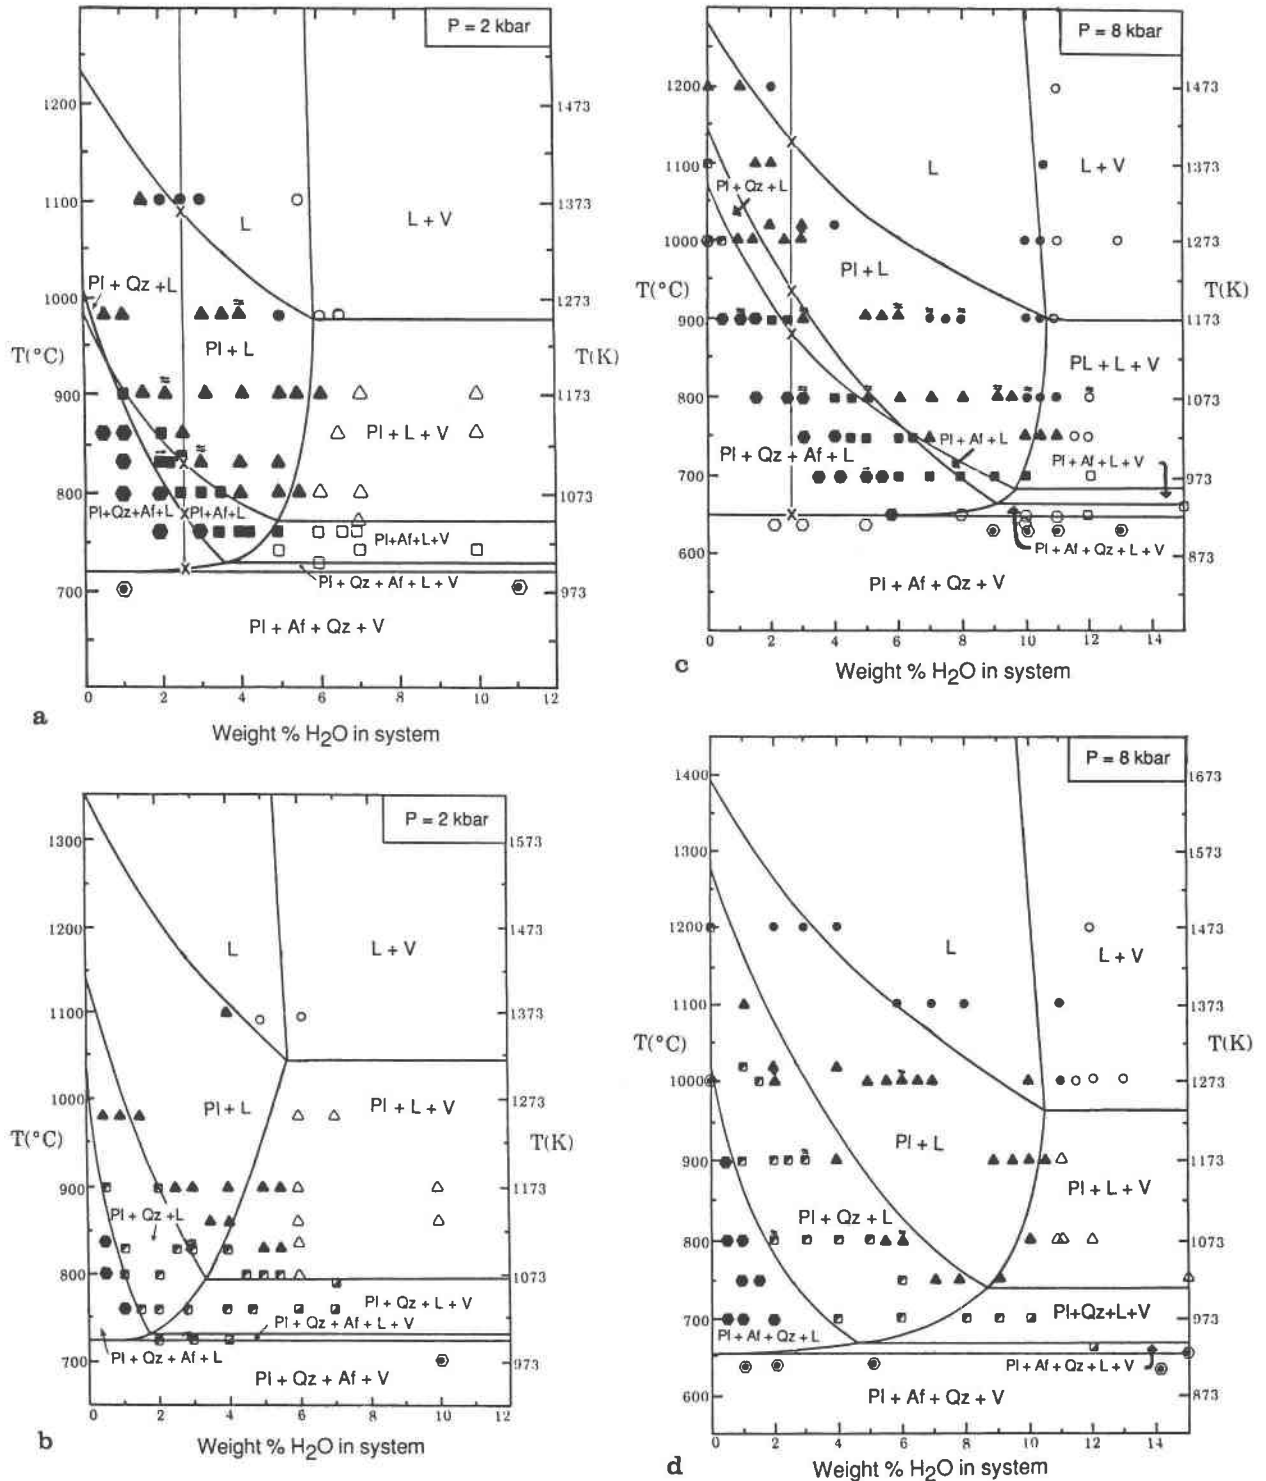 P = 2 kbar
1200
1100
1000
900
800
700
T(°C)
1473
1373
1273
1173
1073
973
T(K)
L
L + V
Pl + Qz + L
Pl + L
Pl + L + V
Pl+Qz+Af+L
Pl+Af+L
Pl+Af+L+V
Pl + Qz + Af + L + V
Pl + Af + Qz + V
0 2 4 6 8 10 12
a
Weight % H2O in system
P = 8 kbar
1200
1100
1000
900
800
700
600
T(°C)
1473
1373
1273
1173
1073
973
873
T(K)
L
L + V
Pl + Qz + L
Pl + L
PL + L + V
Pl + Af + L
Pl + Qz + Af + L
Pl + Af + L + V
Pl + Af + Qz + L + V
Pl + Af + Qz + V
0 2 4 6 8 10 12 14
c
Weight % H2O in system
P = 2 kbar
1300
1200
1100
1000
900
800
700
T(°C)
1573
1473
1373
1273
1173
1073
973
T(K)
L
L + V
Pl + L
Pl + L + V
Pl + Qz + L
Pl + Qz + L + V
Pl + Qz + Af + L + V
Pl + Qz + Af + L
Pl + Qz + Af + V
0 2 4 6 8 10 12
b
Weight % H2O in system
P = 8 kbar
1400
1300
1200
1100
1000
900
800
700
600
T(°C)
1673
1573
1473
1373
1273
1173
1073
973
873
T(K)
L
L + V
Pl + L
Pl + L + V
Pl + Qz + L
Pl+Qz+L+V
Pl + Af + Qz + L
Pl + Af + Qz + L + V
Pl + Af + Qz + V
0 2 4 6 8 10 12 14
d
Weight % H2O in system